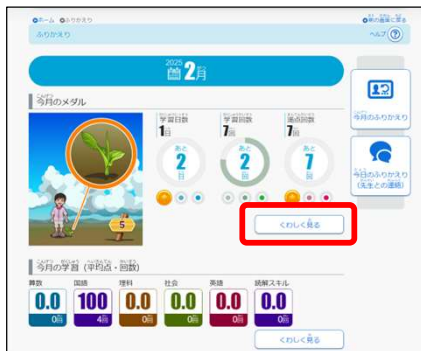 ホーム ふりかえり
前の画面に戻る
ふりかえり
ヘルプ ?
2025
2月
今月のメダル
学習日数 学習回数 満点回数
1日 7回 7回
あと あと あと
2 2 7
日 回 回
5
くわしく見る
今月のふりかえり
今日のふりかえり
(先生との連絡)
今月の学習 (平均点・回数)
算数 国語 理科 社会 英語 読解スキル
0.0 100 0.0 0.0 0.0 0.0
0回 4回 0回 0回 0回 0回
くわしく見る